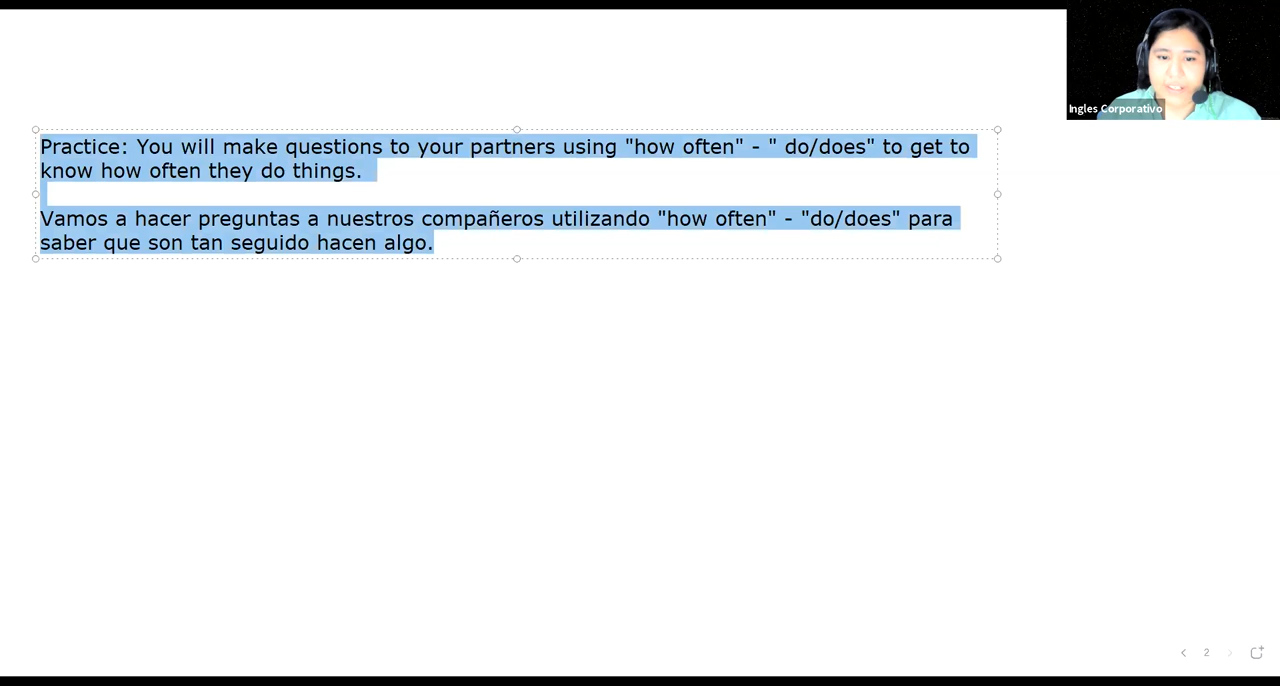 Ingles Corporativo
Practice: You will make questions to your partners using "how often" - " do/does" to get to
know how often they do things.
Vamos a hacer preguntas a nuestros compañeros utilizando "how often" - "do/does" para
saber que son tan seguido hacen algo.
2